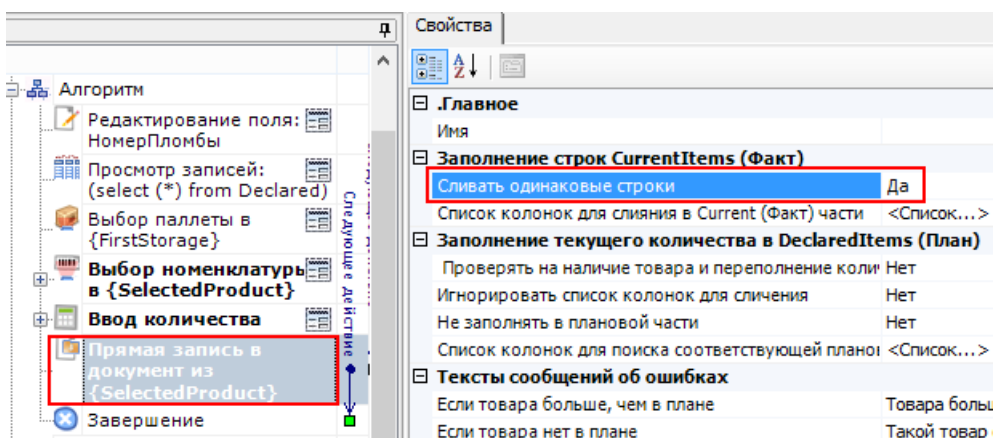 Свойства
Алгоритм
Редактирование поля:
НомерПломбы
Просмотр записей:
(select (*) from Declared)
Выбор паллеты в
{FirstStorage}
Выбор номенклатуры
в {SelectedProduct}
Ввод количества
Прямая запись в
документ из
{SelectedProduct}
Завершение
Следующее действие
.Главное
Имя
Заполнение строк CurrentItems (Факт)
Сливать одинаковые строки Да
Список колонок для слияния в Current (Факт) части <Список...>
Заполнение текущего количества в DeclaredItems (План)
Проверять на наличие товара и переполнение коли Нет
Игнорировать список колонок для сличения Нет
Не заполнять в плановой части Нет
Список колонок для поиска соответствующей плано <Список...>
Тексты сообщений об ошибках
Если товара больше, чем в плане Товара больш
Если товара нет в плане Такой товар